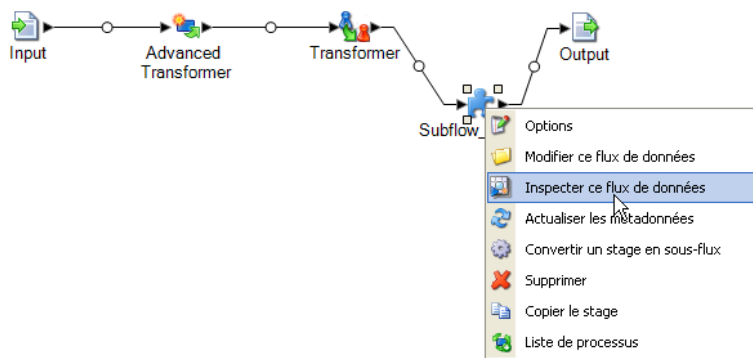 Input
Advanced
Transformer
Transformer
Output
Subflow_
Options
Modifier ce flux de données
Inspecter ce flux de données
Actualiser les métadonnées
Convertir un stage en sous-flux
Supprimer
Copier le stage
Liste de processus